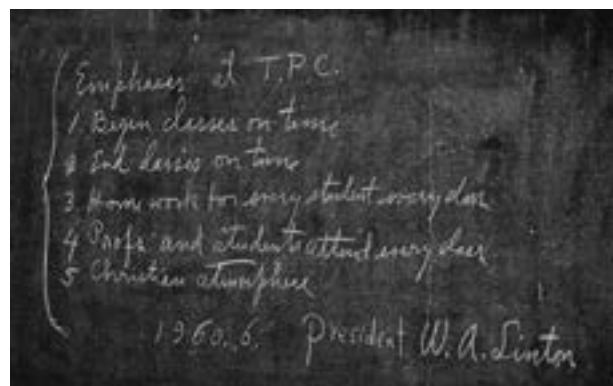 Emphases at T.P.C.
1. Begin classes on time
2 End classes on time
3. Home work for every student every class
4 Profs' and students attend every class.
5 Christian atmosphere
1960. 6. President W. A. Linton